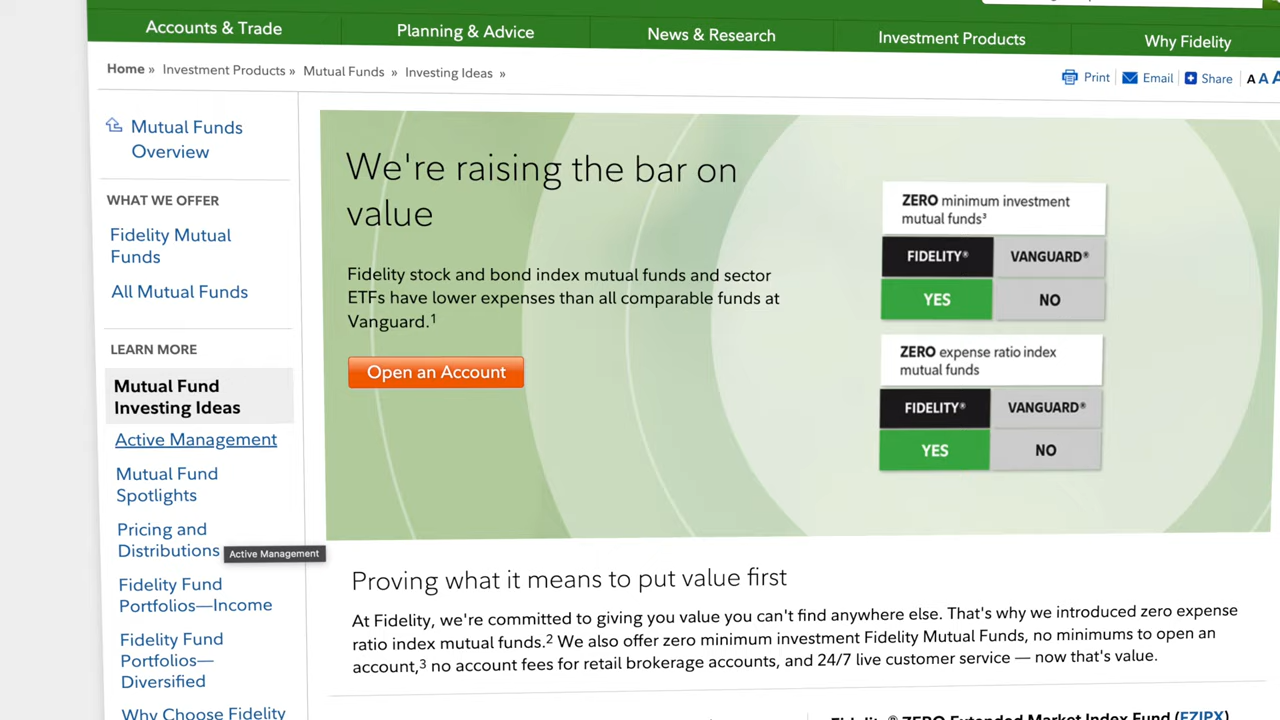 Accounts & Trade
Planning & Advice
News & Research
Investment Products
Why Fidelity
Home » Investment Products » Mutual Funds » Investing Ideas »
Print
Email
Share
A A A
Mutual Funds
Overview
WHAT WE OFFER
Fidelity Mutual
Funds
All Mutual Funds
LEARN MORE
Mutual Fund
Investing Ideas
Active Management
Mutual Fund
Spotlights
Pricing and
Distributions
Active Management
Fidelity Fund
Portfolios—Income
Fidelity Fund
Portfolios—
Diversified
Why Choose Fidelity
We're raising the bar on
value
Fidelity stock and bond index mutual funds and sector
ETFs have lower expenses than all comparable funds at
Vanguard.¹
Open an Account
ZERO minimum investment
mutual funds³
FIDELITY® VANGUARD®
YES NO
ZERO expense ratio index
mutual funds
FIDELITY® VANGUARD®
YES NO
Proving what it means to put value first
At Fidelity, we're committed to giving you value you can't find anywhere else. That's why we introduced zero expense
ratio index mutual funds.² We also offer zero minimum investment Fidelity Mutual Funds, no minimums to open an
account,³ no account fees for retail brokerage accounts, and 24/7 live customer service — now that's value.
Fidelity® ZERO Extended Market Index Fund (FZIPX)